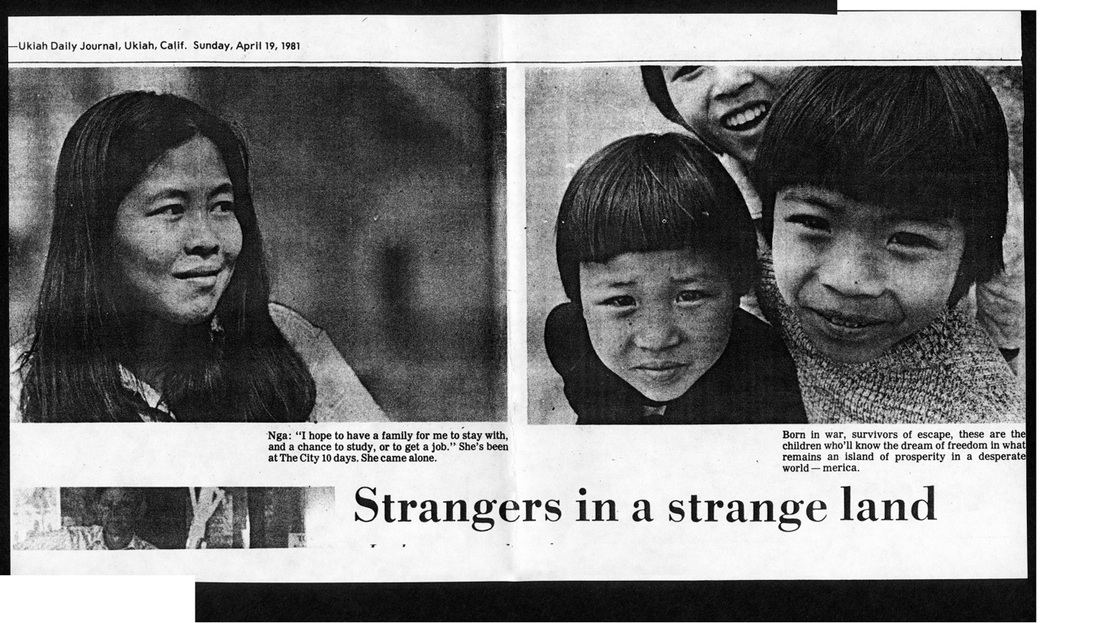 —Ukiah Daily Journal, Ukiah, Calif. Sunday, April 19, 1981
Nga: “I hope to have a family for me to stay with,
and a chance to study, or to get a job.” She’s been
at The City 10 days. She came alone.
Born in war, survivors of escape, these are the
children who’ll know the dream of freedom in what
remains an island of prosperity in a desperate
world — merica.
Strangers in a strange land